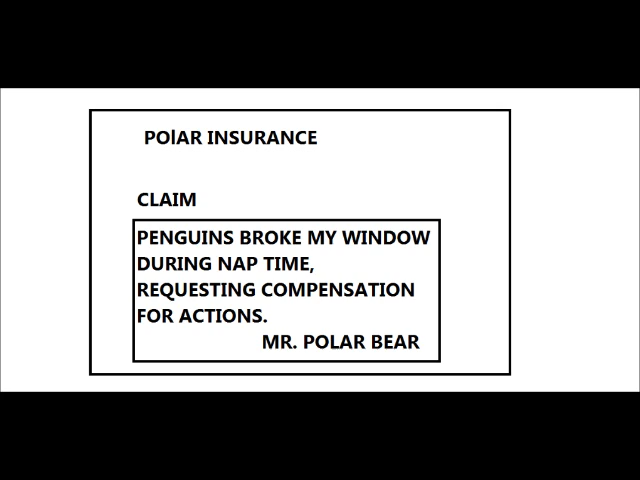 POlAR INSURANCE
CLAIM
PENGUINS BROKE MY WINDOW
DURING NAP TIME,
REQUESTING COMPENSATION
FOR ACTIONS.
MR. POLAR BEAR